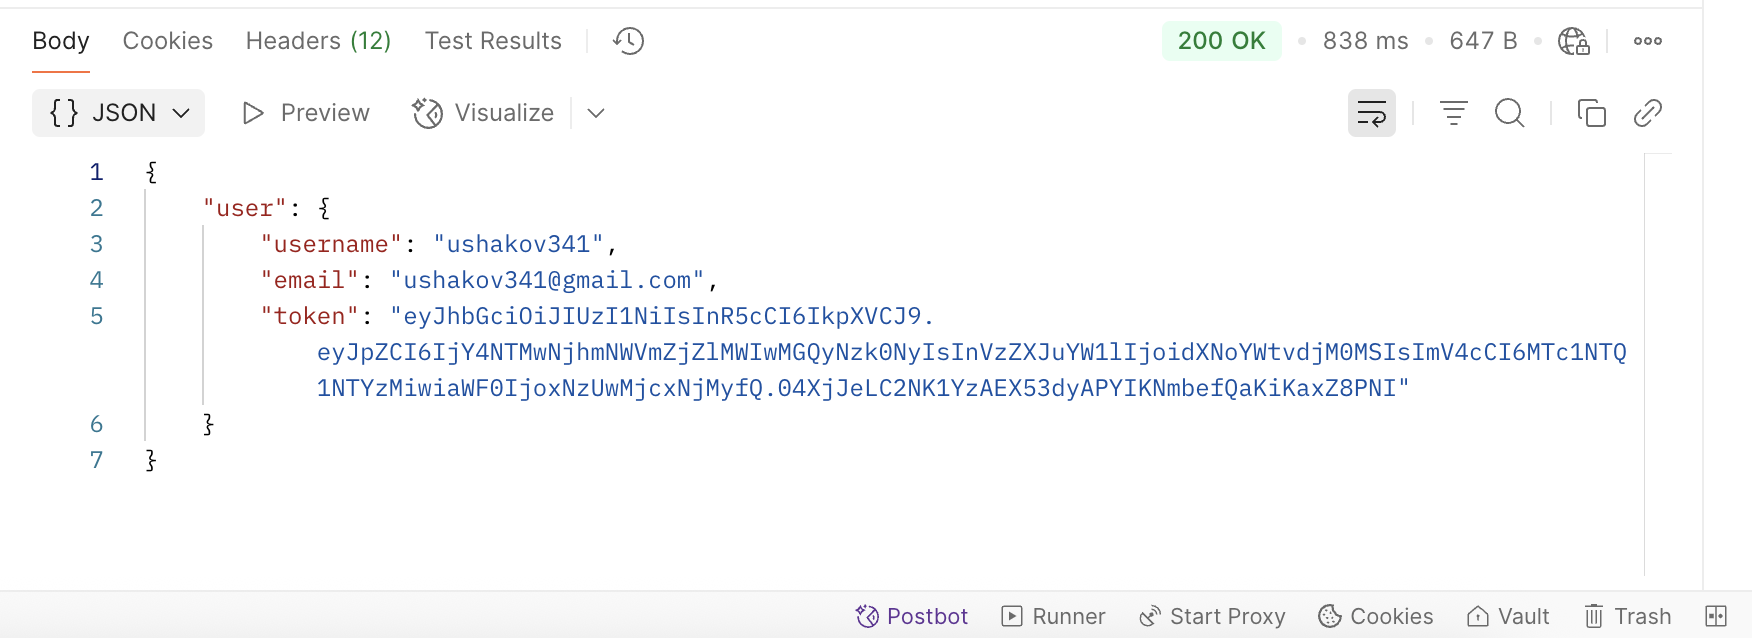 Body Cookies Headers (12) Test Results 200 OK 838 ms 647 B
{} JSON Preview Visualize
1 {
2 "user": {
3 "username": "ushakov341",
4 "email": "ushakov341@gmail.com",
5 "token": "eyJhbGciOiJIUzI1NiIsInR5cCI6IkpXVCJ9.
eyJpZCI6IjY4NTMwNjhmNWVmZjZlMWIwMGQyNzk0NyIsInVzZXJuYW1lIjoidXNoYWtvdjM0MSIsImV4cCI6MTc1NTQ
1NTYzMiwiaWF0IjoxNzUwMjcxNjMyfQ.04XjJeLC2NK1YzAEX53dyAPYIKNmbefQaKiKaxZ8PNI"
6 }
7 }
Postbot Runner Start Proxy Cookies Vault Trash